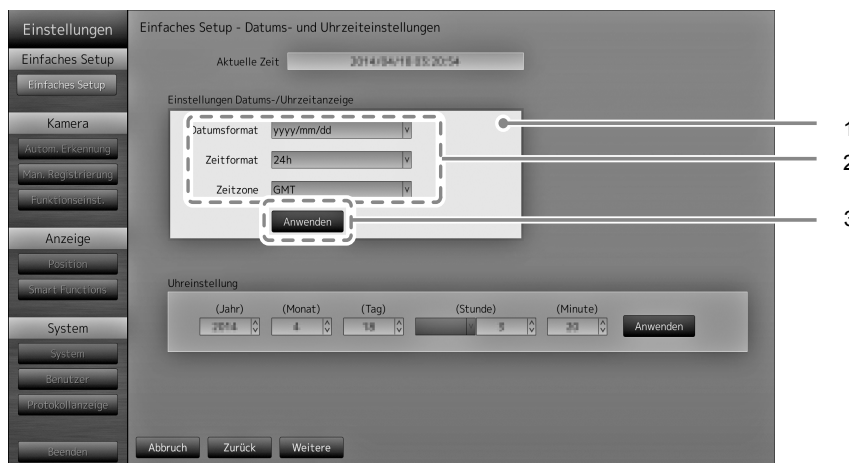 Einstellungen
Einfaches Setup - Datums- und Uhrzeiteinstellungen
Einfaches Setup
Einfaches Setup
Aktuelle Zeit 2014/04/18 05:20:54
Einstellungen Datums-/Uhrzeitanzeige
Kamera
Autom. Erkennung
Man. Registrierung
Funktionseinst.
Datumsformat yyyy/mm/dd
Zeitformat 24h
Zeitzone GMT
Anwenden
1
2
3
Anzeige
Position
Smart Functions
Uhreinstellung
(Jahr) (Monat) (Tag) (Stunde) (Minute)
2014 4 18 5 20 Anwenden
System
System
Benutzer
Protokollanzeige
Beenden
Abbruch Zurück Weitere